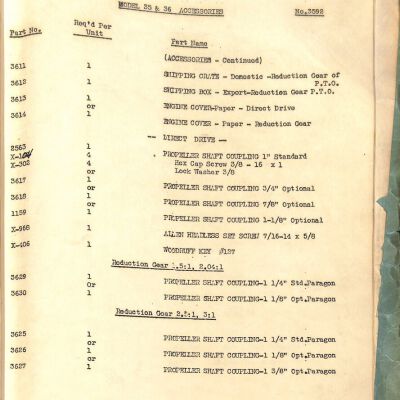 MODEL 35 & 36 ACCESSORIES No.3592
Part No. Req'd Per Unit Part Name
(ACCESSORIES - Continued)
3611 1 SHIPPING CRATE - Domestic -Reduction Gear of P.T.O.
3612 1 SHIPPING BOX - Export-Reduction Gear P.T.O.
3613 1 ENGINE COVER-Paper - Direct Drive
or
3614 1 ENGINE COVER - Paper - Reduction Gear
-- DIRECT DRIVE --
2563 1 PROPELLER SHAFT COUPLING 1" Standard
X-104 4 Hex Cap Screw 3/8 - 16 x 1
X-302 4 Lock Washer 3/8
or
3617 1 PROPELLER SHAFT COUPLING 3/4" Optional
or
3618 1 PROPELLER SHAFT COUPLING 7/8" Optional
or
1159 1 PROPELLER SHAFT COUPLING 1-1/8" Optional
X-968 1 ALLEN HEADLESS SET SCREW 7/16-14 x 5/8
X-406 1 WOODRUFF KEY #127
Reduction Gear 1.5:1, 2.04:1
3629 1 PROPELLER SHAFT COUPLING-1 1/4" Std.Paragon
or
3630 1 PROPELLER SHAFT COUPLING-1 1/8" Opt.Paragon
Reduction Gear 2.5:1, 3:1
3625 1 PROPELLER SHAFT COUPLING-1 1/4" Std.Paragon
or
3626 1 PROPELLER SHAFT COUPLING-1 1/8" Opt.Paragon
or
3627 1 PROPELLER SHAFT COUPLING-1 3/8" Opt.Paragon